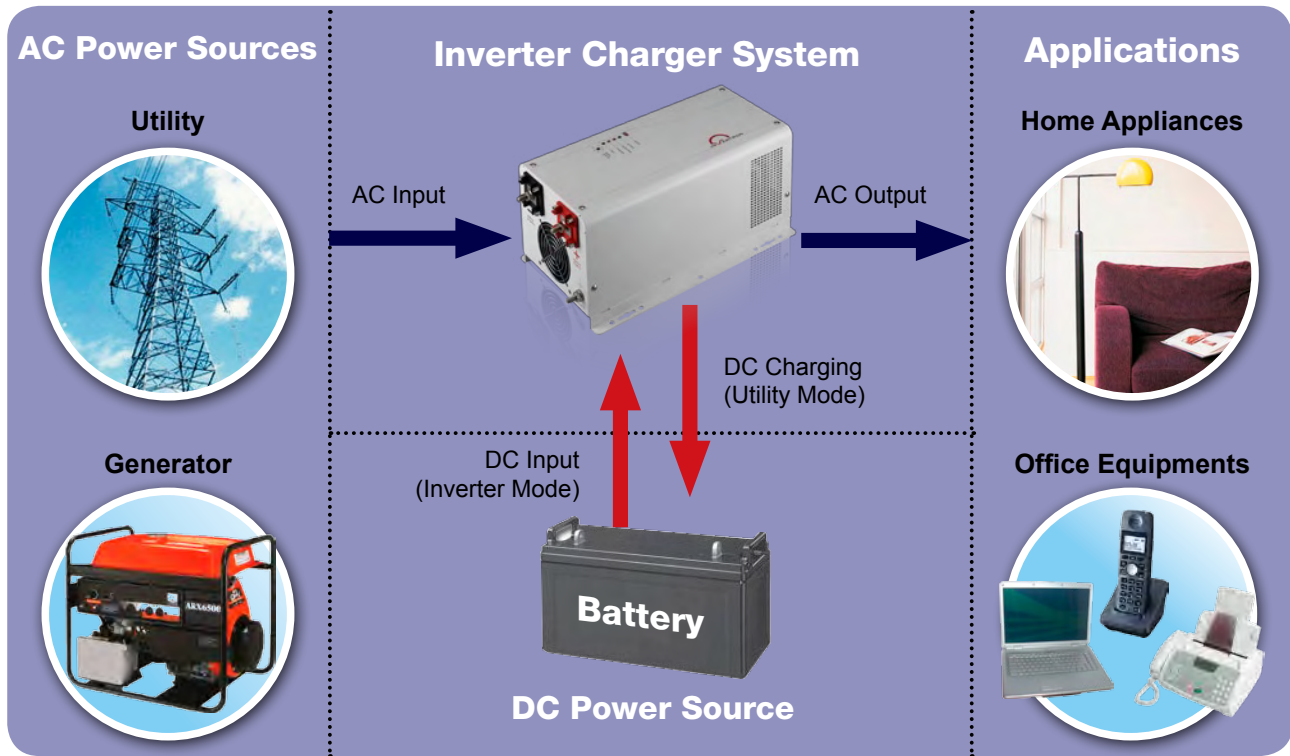 AC Power Sources
Utility
Generator
ARX6500
Inverter Charger System
AC Input
AC Output
DC Charging
(Utility Mode)
DC Input
(Inverter Mode)
Battery
DC Power Source
Applications
Home Appliances
Office Equipments